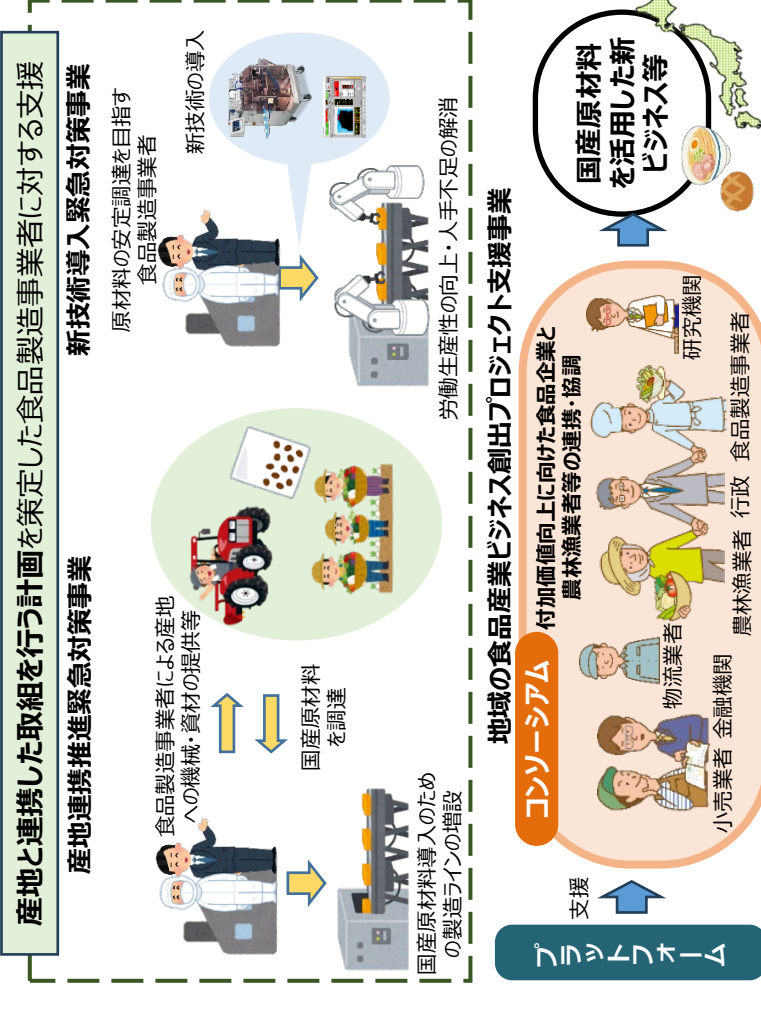 産地と連携した取組を行う計画を策定した食品製造事業者に対する支援
産地連携推進緊急対策事業
食品製造事業者による産地
への機械・資材の提供等
国産原材料
を調達
国産原材料導入のため
の製造ラインの増設
新技術導入緊急対策事業
原材料の安定調達を目指す
食品製造事業者
新技術の導入
労働生産性の向上・人手不足の解消
地域の食品産業ビジネス創出プロジェクト支援事業
プラットフォーム
支援
コンソーシアム
付加価値向上に向けた食品企業と
農林漁業者等の連携・協調
小売業者
金融機関
物流業者
農林漁業者
行政
食品製造事業者
研究機関
国産原材料
を活用した新
ビジネス等